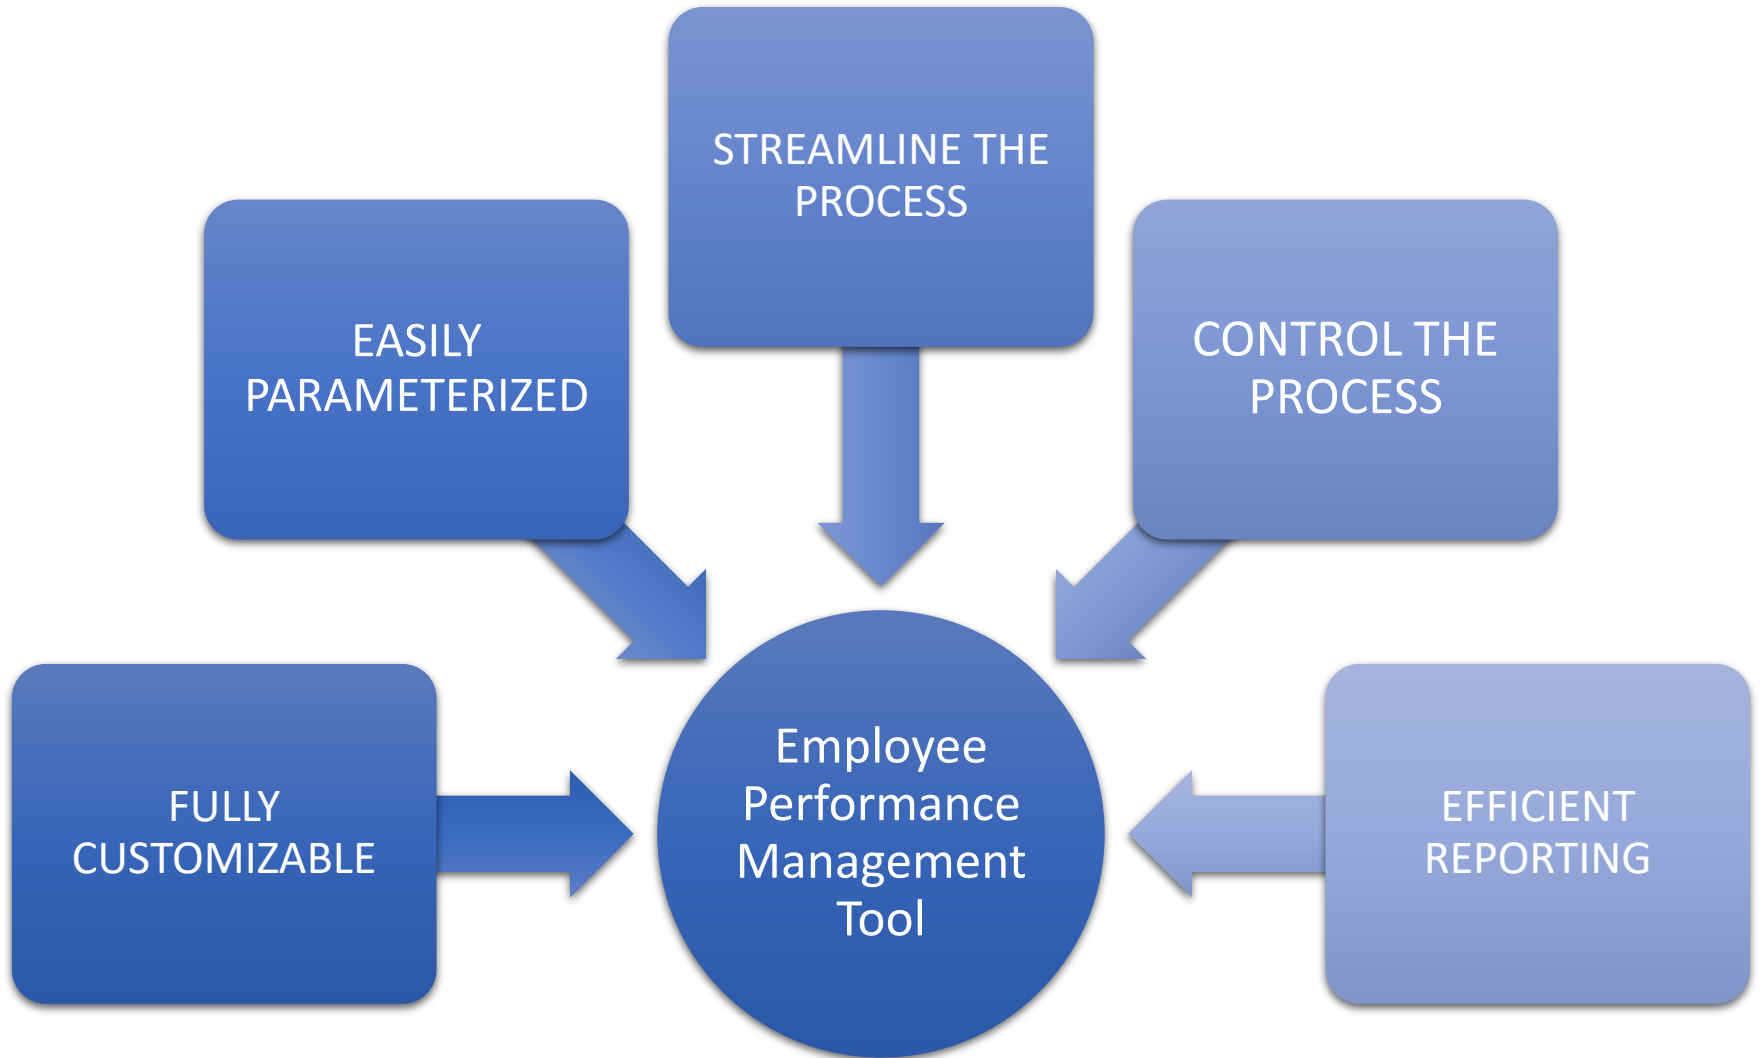 STREAMLINE THE
PROCESS
EASILY
PARAMETERIZED
CONTROL THE
PROCESS
FULLY
CUSTOMIZABLE
Employee
Performance
Management
Tool
EFFICIENT
REPORTING